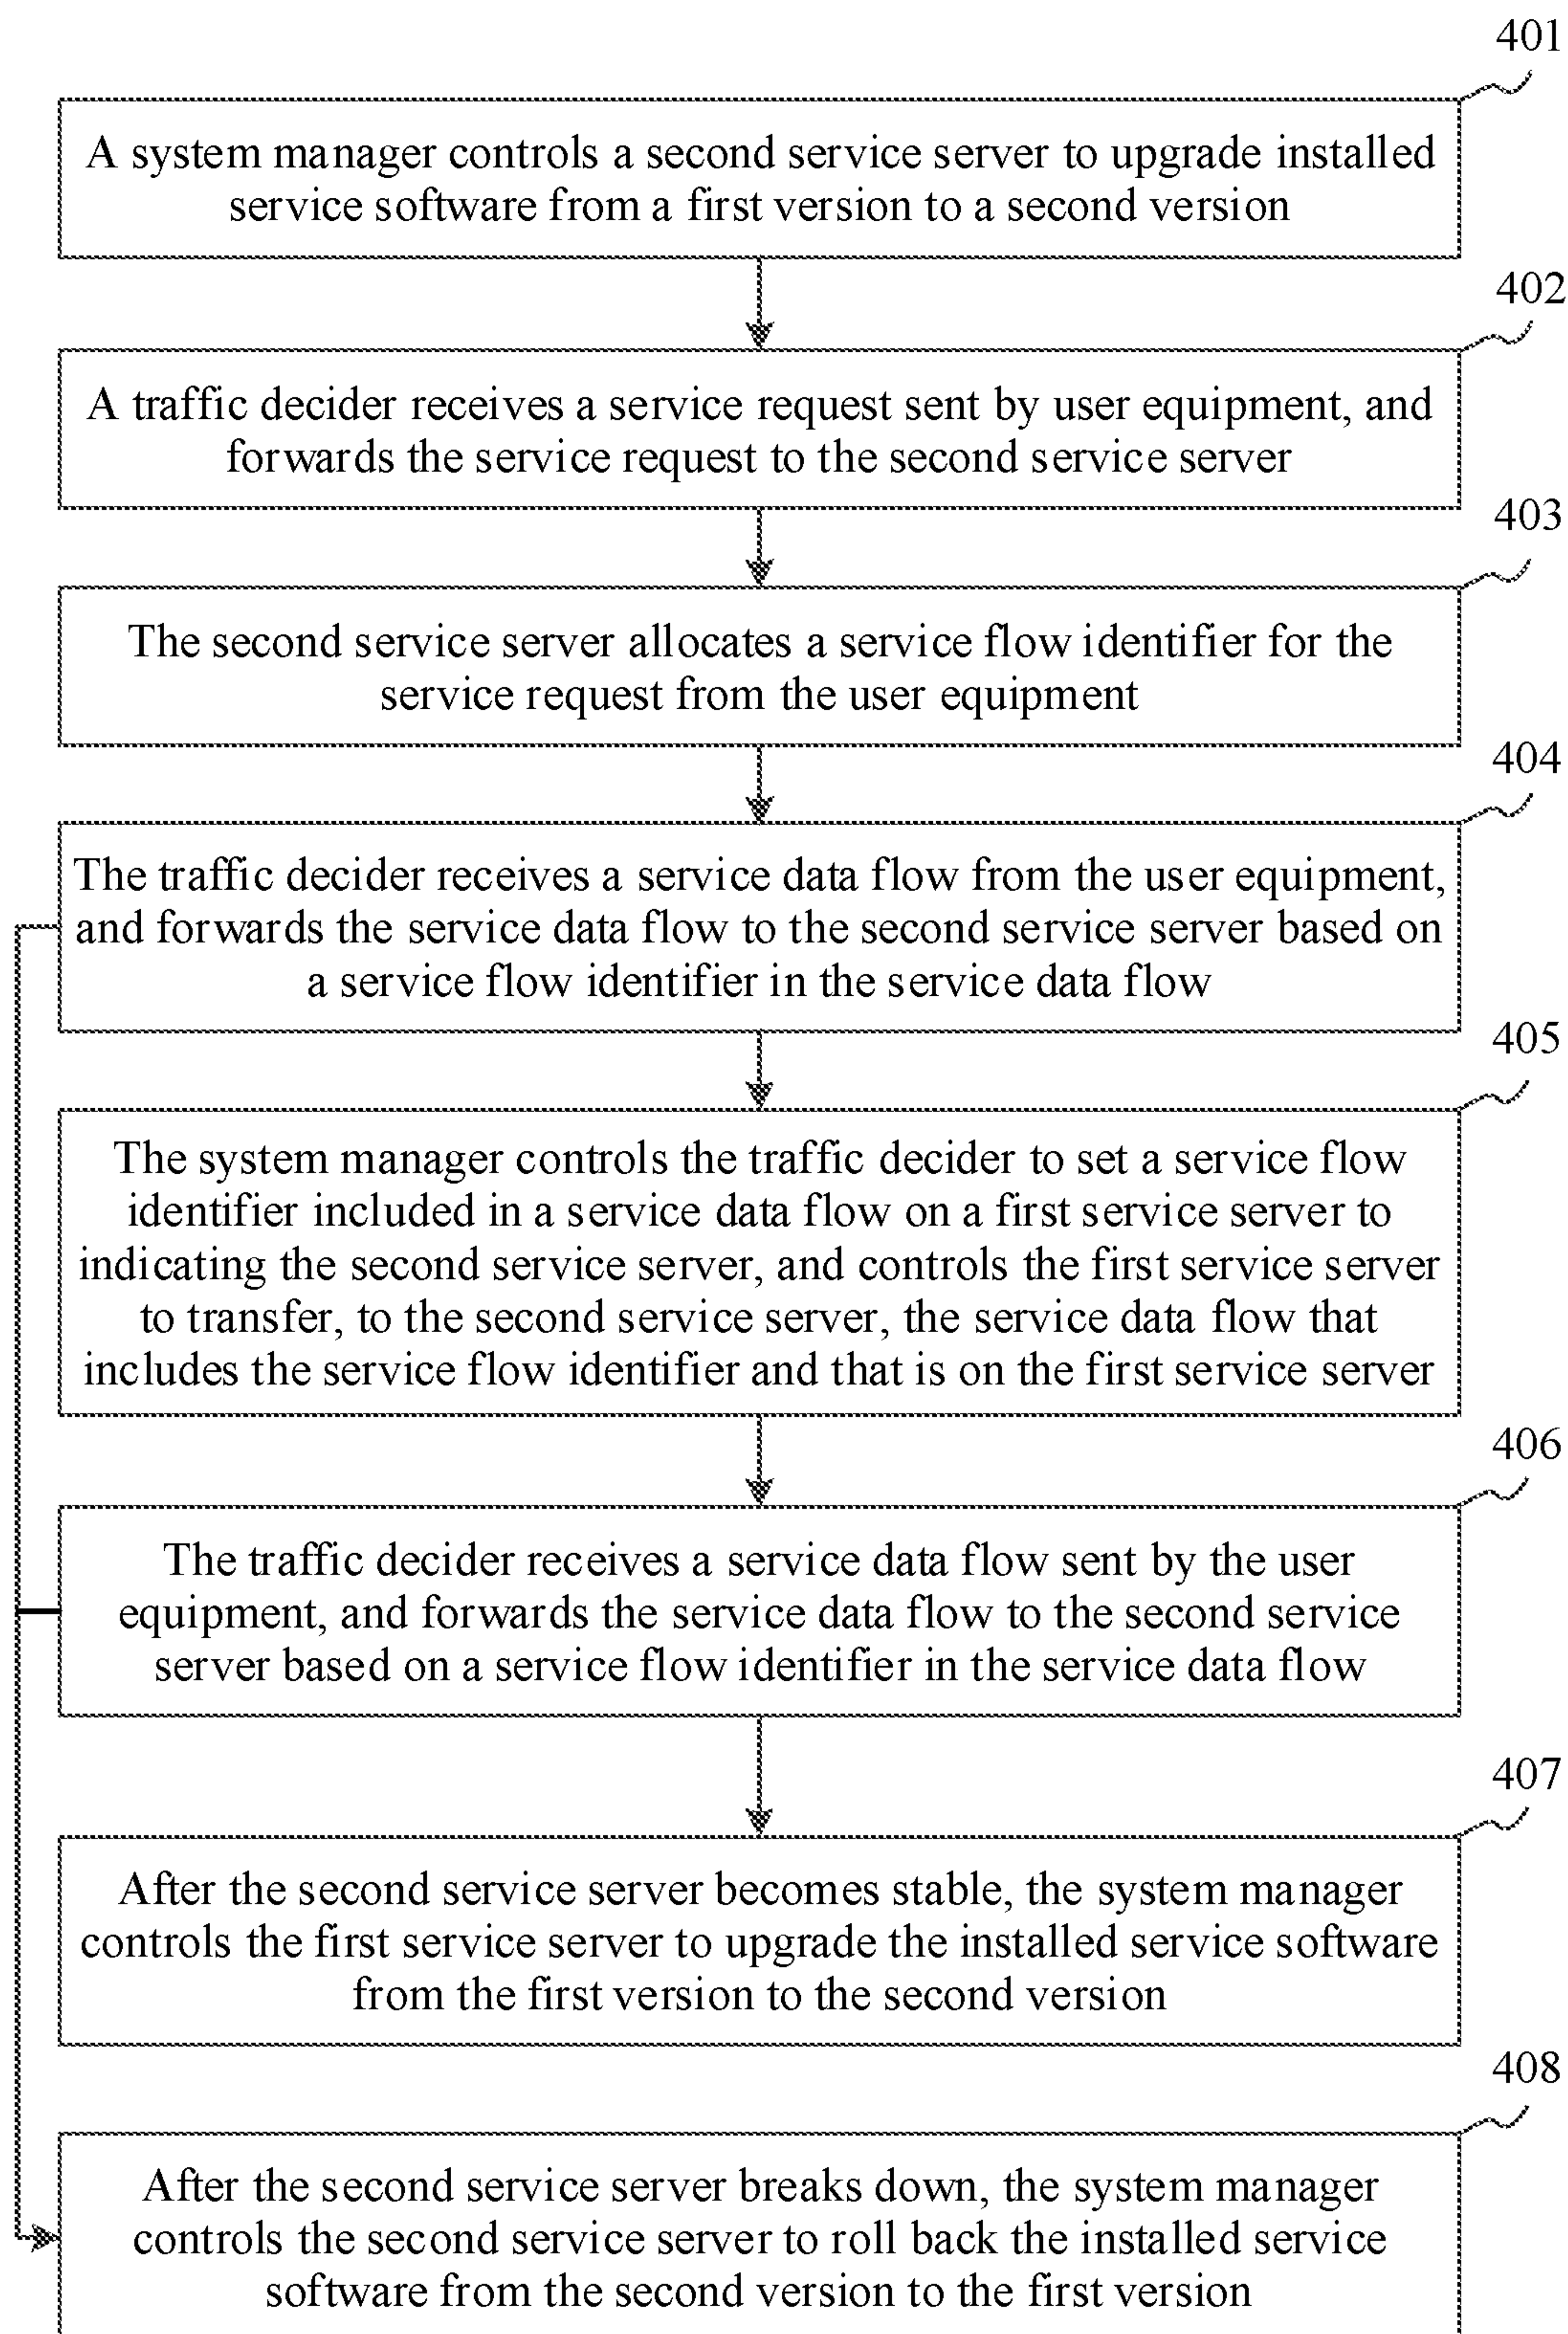 401
A system manager controls a second service server to upgrade installed
service software from a first version to a second version
402
A traffic decider receives a service request sent by user equipment, and
forwards the service request to the second service server
403
The second service server allocates a service flow identifier for the
service request from the user equipment
404
The traffic decider receives a service data flow from the user equipment,
and forwards the service data flow to the second service server based on
a service flow identifier in the service data flow
405
The system manager controls the traffic decider to set a service flow
identifier included in a service data flow on a first service server to
indicating the second service server, and controls the first service server
to transfer, to the second service server, the service data flow that
includes the service flow identifier and that is on the first service server
406
The traffic decider receives a service data flow sent by the user
equipment, and forwards the service data flow to the second service
server based on a service flow identifier in the service data flow
407
After the second service server becomes stable, the system manager
controls the first service server to upgrade the installed service software
from the first version to the second version
408
After the second service server breaks down, the system manager
controls the second service server to roll back the installed service
software from the second version to the first version